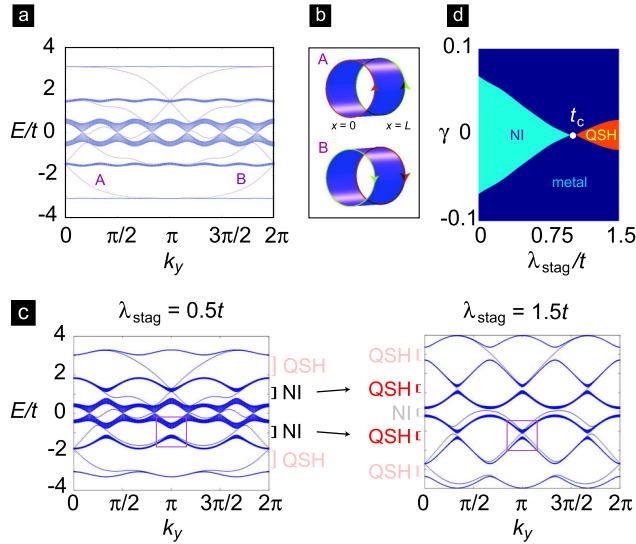 a
4
2
E/t 0
-2
-4
A
B
0 π/2 π 3π/2 2π
k_y
b
A
x = 0 x = L
B
d
0.1
γ 0
-0.1
NI
t_c
QSH
metal
0 0.75 1.5
λ_stag/t
c
λ_stag = 0.5t
4
2
E/t 0
-2
-4
QSH
NI
NI
QSH
0 π/2 π 3π/2 2π
k_y
λ_stag = 1.5t
QSH
QSH
NI
QSH
QSH
0 π/2 π 3π/2 2π
k_y